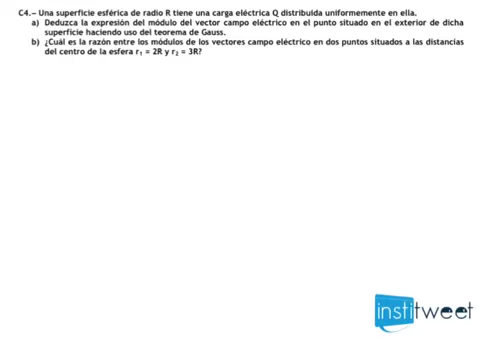 C4.- Una superficie esférica de radio R tiene una carga eléctrica Q distribuida uniformemente en ella.
a) Deduzca la expresión del módulo del vector campo eléctrico en el punto situado en el exterior de dicha
superficie haciendo uso del teorema de Gauss.
b) ¿Cuál es la razón entre los módulos de los vectores campo eléctrico en dos puntos situados a las distancias
del centro de la esfera r₁ = 2R y r₂ = 3R?
institweet